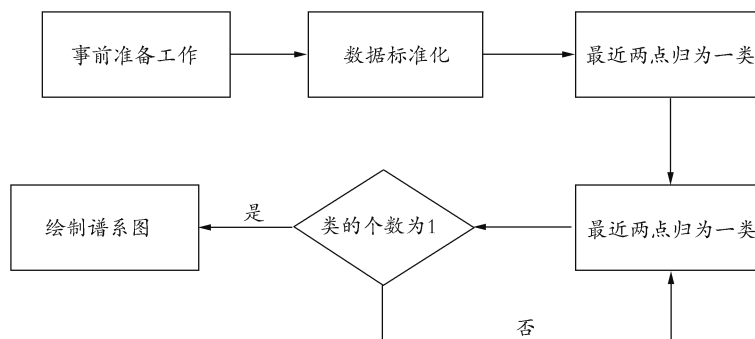 事前准备工作
数据标准化
最近两点归为一类
绘制谱系图
是
类的个数为1
最近两点归为一类
否